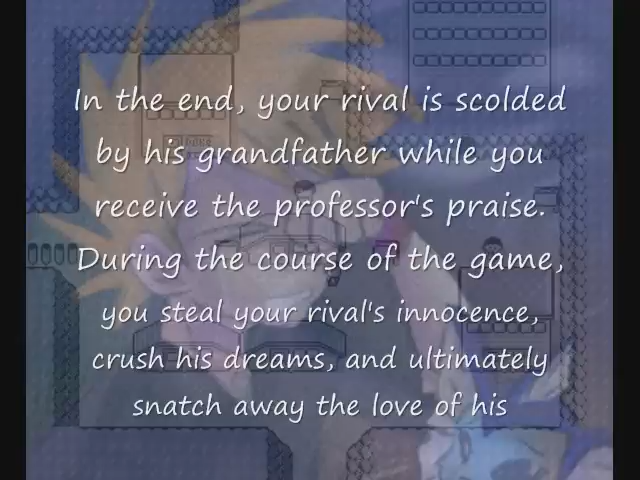 In the end, your rival is scolded
by his grandfather while you
receive the professor's praise.
During the course of the game,
you steal your rival's innocence,
crush his dreams, and ultimately
snatch away the love of his